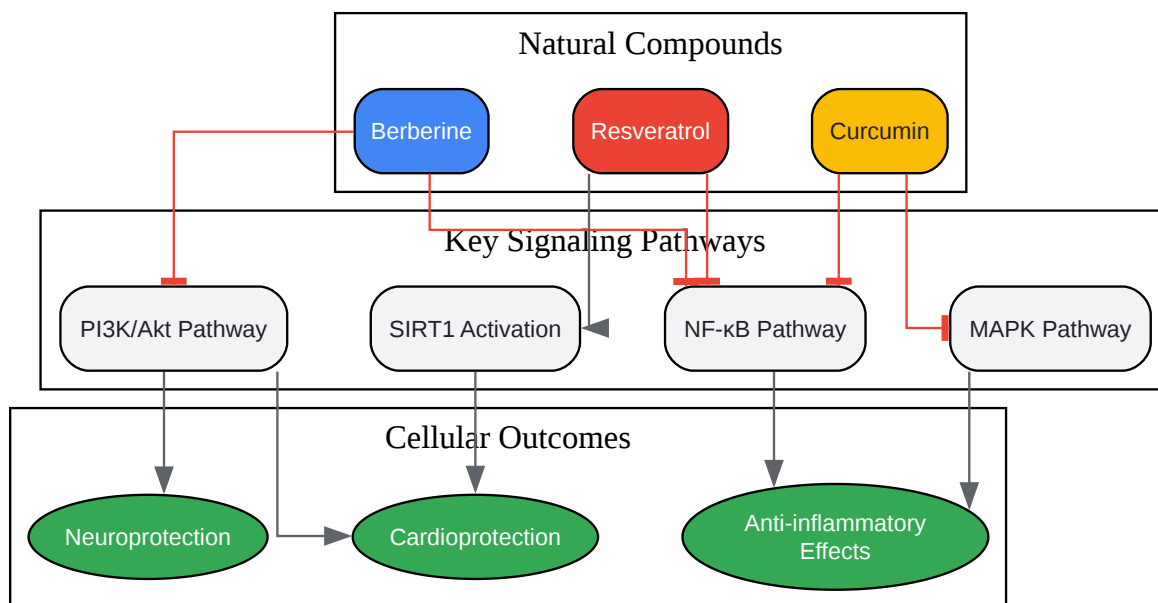 Natural Compounds
Berberine
Resveratrol
Curcumin
Key Signaling Pathways
PI3K/Akt Pathway
SIRT1 Activation
NF-κB Pathway
MAPK Pathway
Cellular Outcomes
Neuroprotection
Cardioprotection
Anti-inflammatory
Effects